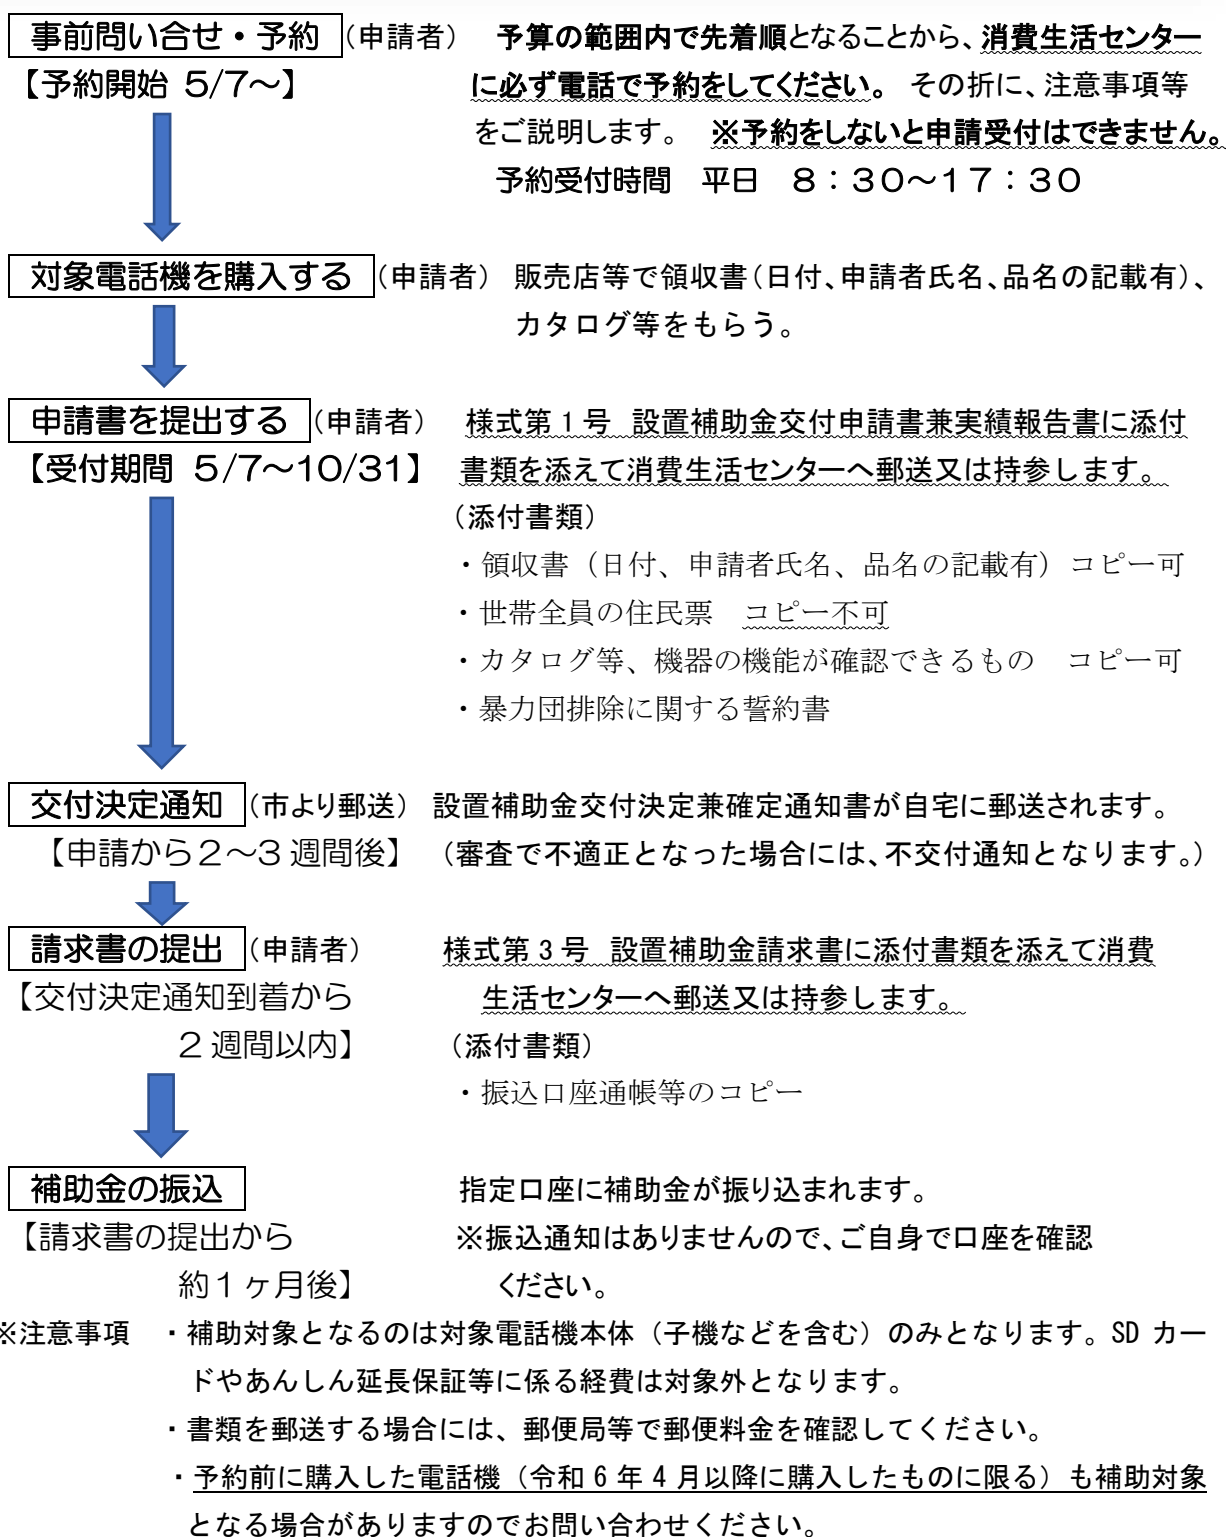 事前問い合せ・予約 (申請者) 予算の範囲内で先着順となることから、消費生活センター
【予約開始 5/7～】 に必ず電話で予約をしてください。 その折に、注意事項等
をご説明します。 ※予約をしないと申請受付はできません。
予約受付時間 平日 8：30～17：30
対象電話機を購入する (申請者) 販売店等で領収書(日付、申請者氏名、品名の記載有)、
カタログ等をもらう。
申請書を提出する (申請者) 様式第1号 設置補助金交付申請書兼実績報告書に添付
【受付期間 5/7～10/31】 書類を添えて消費生活センターへ郵送又は持参します。
(添付書類)
・領収書（日付、申請者氏名、品名の記載有）コピー可
・世帯全員の住民票 コピー不可
・カタログ等、機器の機能が確認できるもの コピー可
・暴力団排除に関する誓約書
交付決定通知 (市より郵送) 設置補助金交付決定兼確定通知書が自宅に郵送されます。
【申請から2～3週間後】 (審査で不適正となった場合には、不交付通知となります。)
請求書の提出 (申請者) 様式第3号 設置補助金請求書に添付書類を添えて消費
【交付決定通知到着から 生活センターへ郵送又は持参します。
2週間以内】 (添付書類)
・振込口座通帳等のコピー
補助金の振込 指定口座に補助金が振り込まれます。
【請求書の提出から ※振込通知はありませんので、ご自身で口座を確認
約1ヶ月後】 ください。
※注意事項 ・補助対象となるのは対象電話機本体（子機などを含む）のみとなります。SD カー
ドやあんしん延長保証等に係る経費は対象外となります。
・書類を郵送する場合には、郵便局等で郵便料金を確認してください。
・予約前に購入した電話機（令和6年4月以降に購入したものに限る）も補助対象
となる場合がありますのでお問い合わせください。